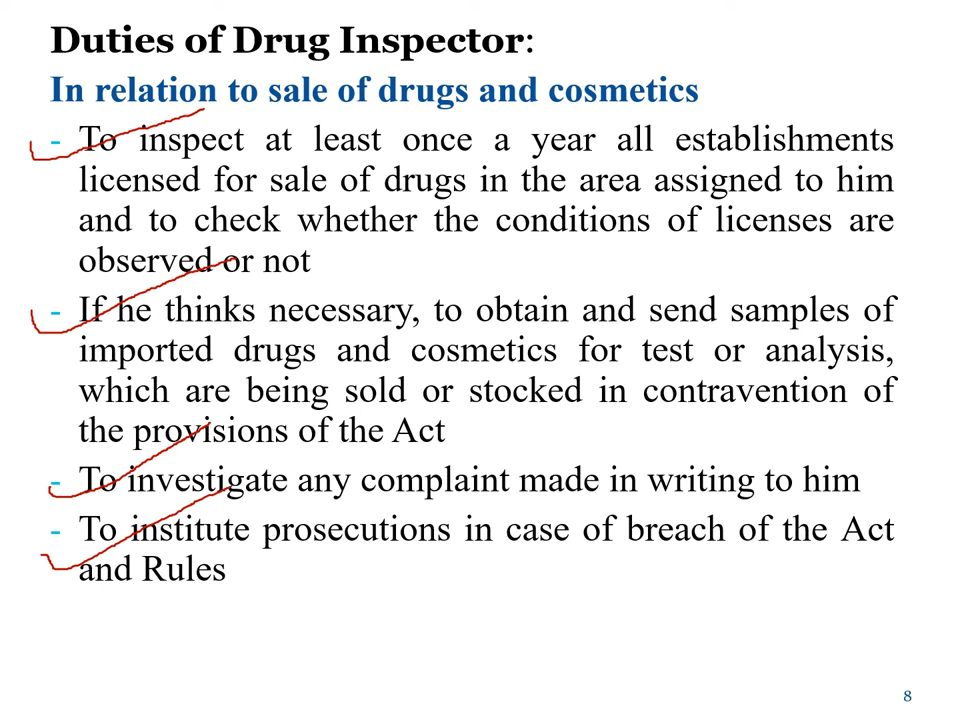 Duties of Drug Inspector:
In relation to sale of drugs and cosmetics
- To inspect at least once a year all establishments
licensed for sale of drugs in the area assigned to him
and to check whether the conditions of licenses are
observed or not
- If he thinks necessary, to obtain and send samples of
imported drugs and cosmetics for test or analysis,
which are being sold or stocked in contravention of
the provisions of the Act
- To investigate any complaint made in writing to him
- To institute prosecutions in case of breach of the Act
and Rules
8